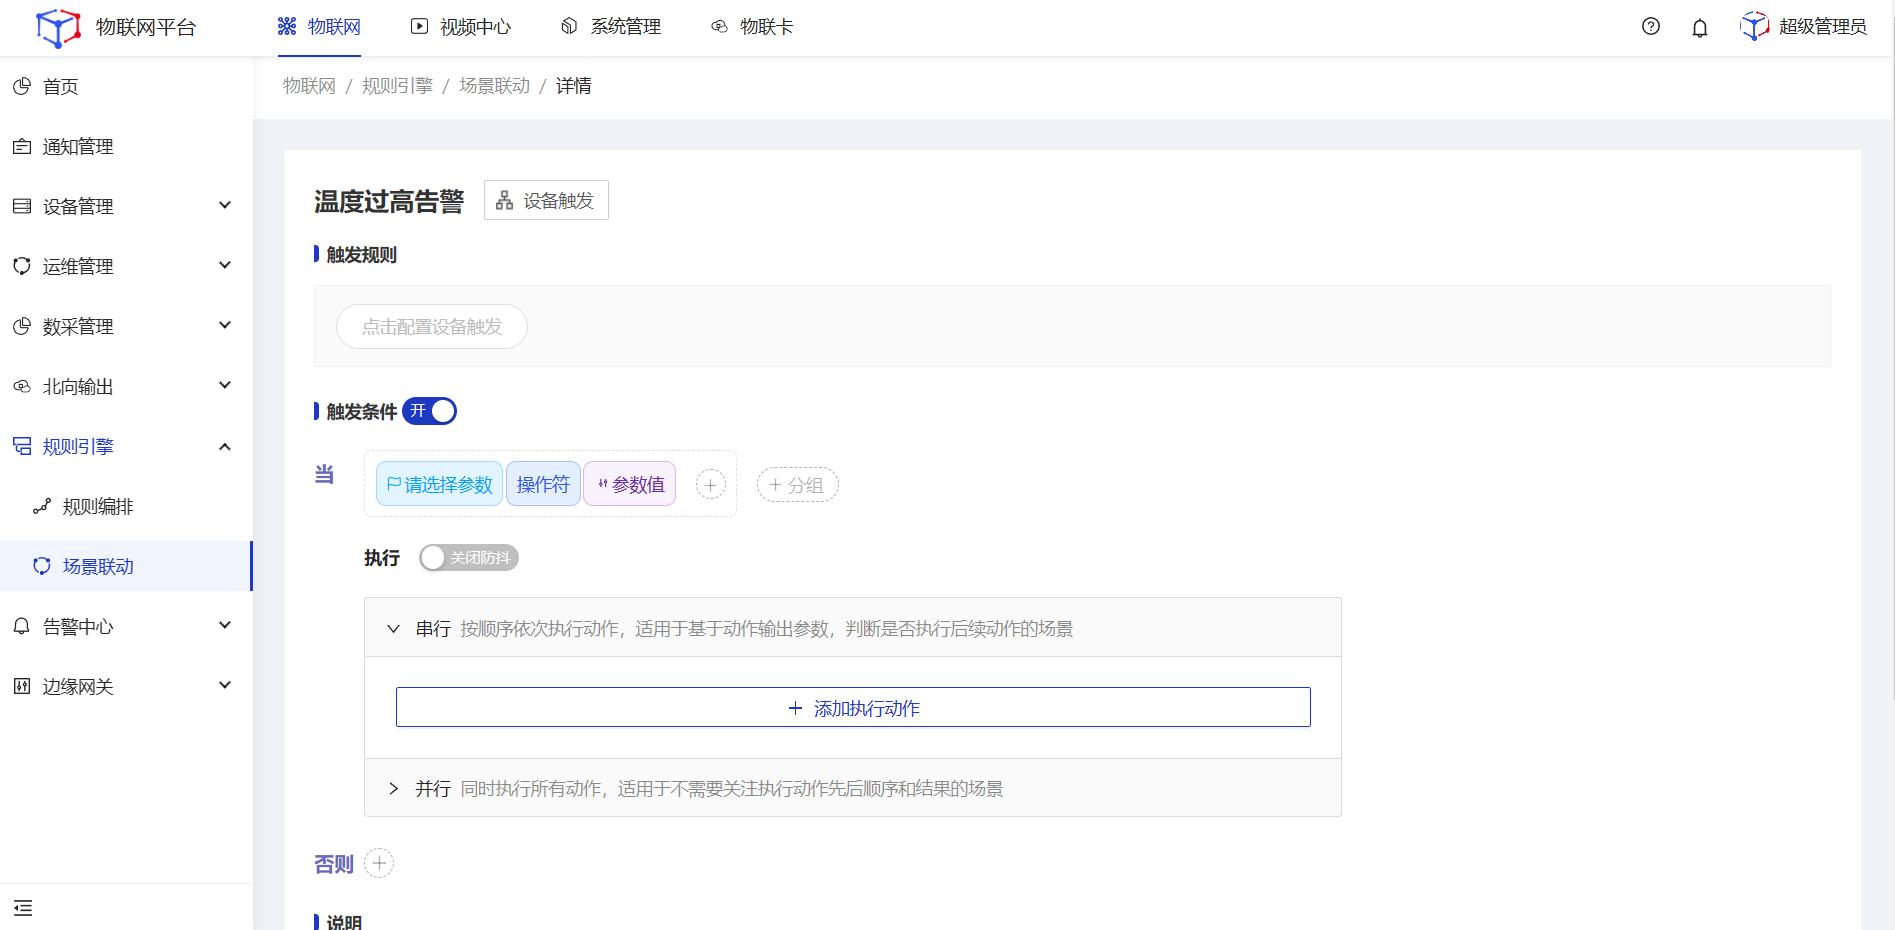 物联网平台
物联网
视频中心
系统管理
物联卡
超级管理员
首页
通知管理
设备管理
运维管理
数采管理
北向输出
规则引擎
规则编排
场景联动
告警中心
边缘网关
物联网 / 规则引擎 / 场景联动 / 详情
温度过高告警 设备触发
触发规则
点击配置设备触发
触发条件 开
当 请选择参数 操作符 参数值 + 分组
执行 关闭防抖
串行 按顺序依次执行动作，适用于基于动作输出参数，判断是否执行后续动作的场景
+ 添加执行动作
并行 同时执行所有动作，适用于不需要关注执行动作先后顺序和结果的场景
否则
说明